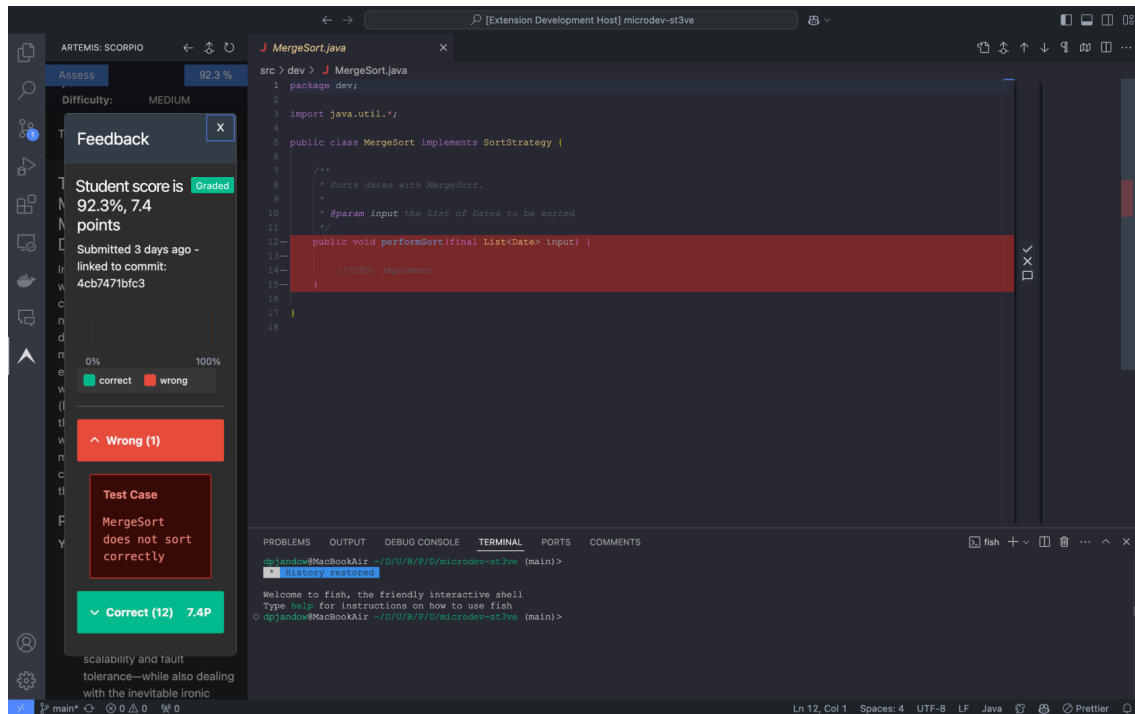 [Extension Development Host] microdev-st3ve
ARTEMIS: SCORPIO
Assess
92.3 %
Difficulty: MEDIUM
Feedback
X
Student score is
92.3%, 7.4
points
Graded
Submitted 3 days ago -
linked to commit:
4cb7471bfc3
0% 100%
correct wrong
Wrong (1)
Test Case
MergeSort
does not sort
correctly
Correct (12) 7.4P
scalability and fault
tolerance—while also dealing
with the inevitable ironic
J MergeSort.java
src > dev > J MergeSort.java
1 package dev;
2
3 import java.util.*;
4
5 public class MergeSort implements SortStrategy {
6
7 /**
8 * Sorts dates with MergeSort.
9 *
10 * @param input the List of Dates to be sorted
11 */
12 public void performSort(final List<Date> input) {
13
14 //TODO: implement
15 }
16
17 }
18
PROBLEMS OUTPUT DEBUG CONSOLE TERMINAL PORTS COMMENTS
fish
dpjandow@MacBookAir ~/D/U/B/P/D/microdev-st3ve (main)>
* History restored
Welcome to fish, the friendly interactive shell
Type help for instructions on how to use fish
dpjandow@MacBookAir ~/D/U/B/P/D/microdev-st3ve (main)>
main* 0 0 0
Ln 12, Col 1 Spaces: 4 UTF-8 LF Java Prettier